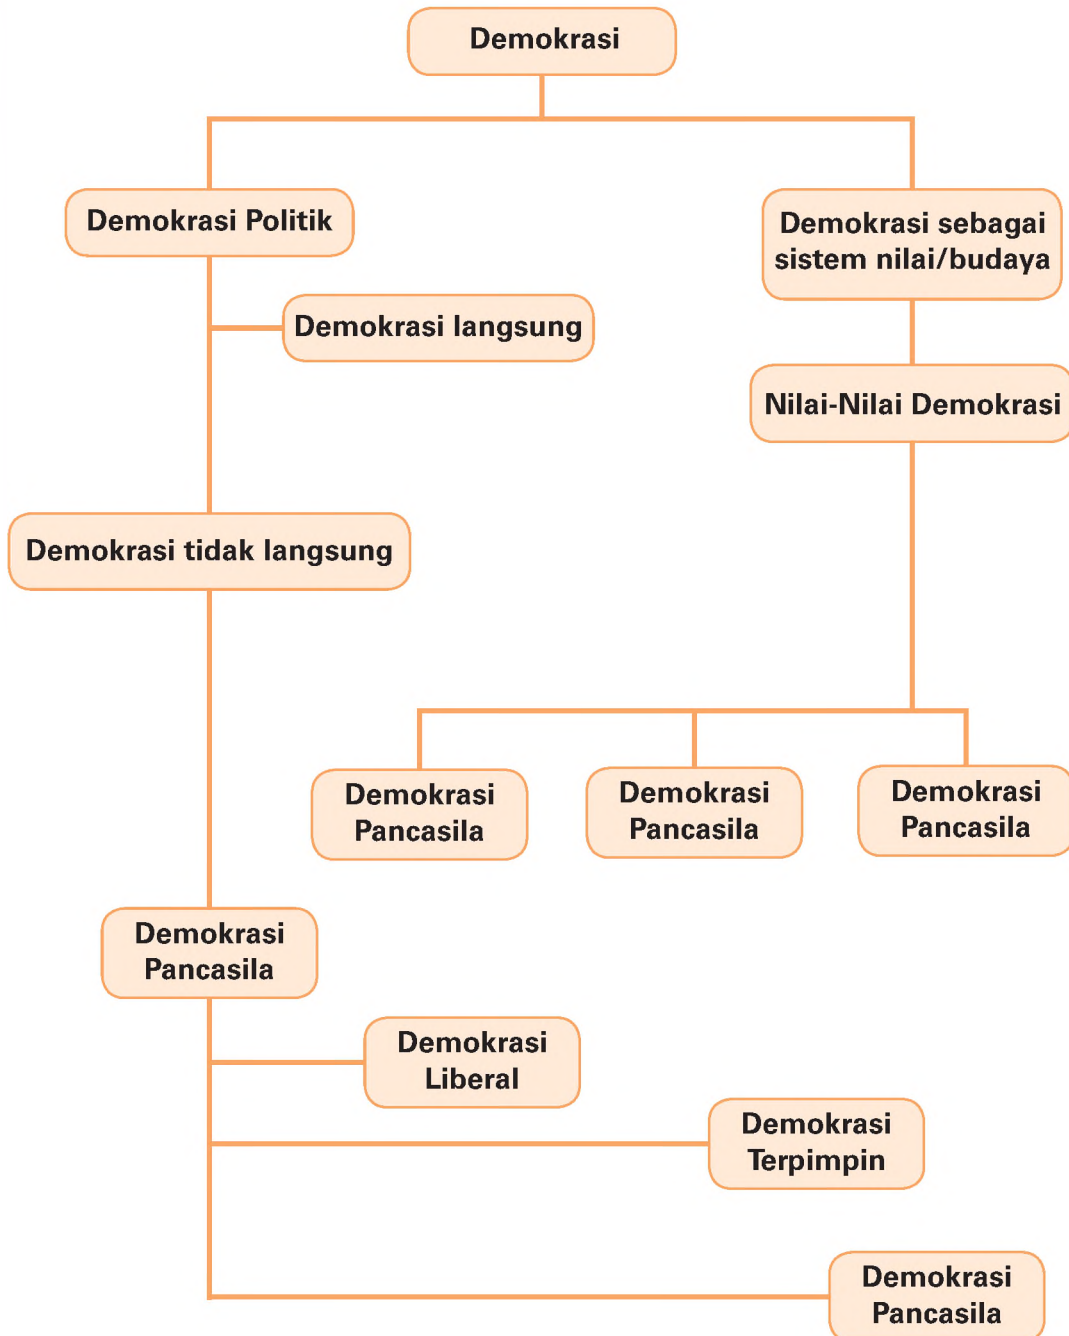 Demokrasi
Demokrasi Politik
Demokrasi sebagai
sistem nilai/budaya
Demokrasi langsung
Nilai-Nilai Demokrasi
Demokrasi tidak langsung
Demokrasi
Pancasila
Demokrasi
Pancasila
Demokrasi
Pancasila
Demokrasi
Pancasila
Demokrasi
Liberal
Demokrasi
Terpimpin
Demokrasi
Pancasila